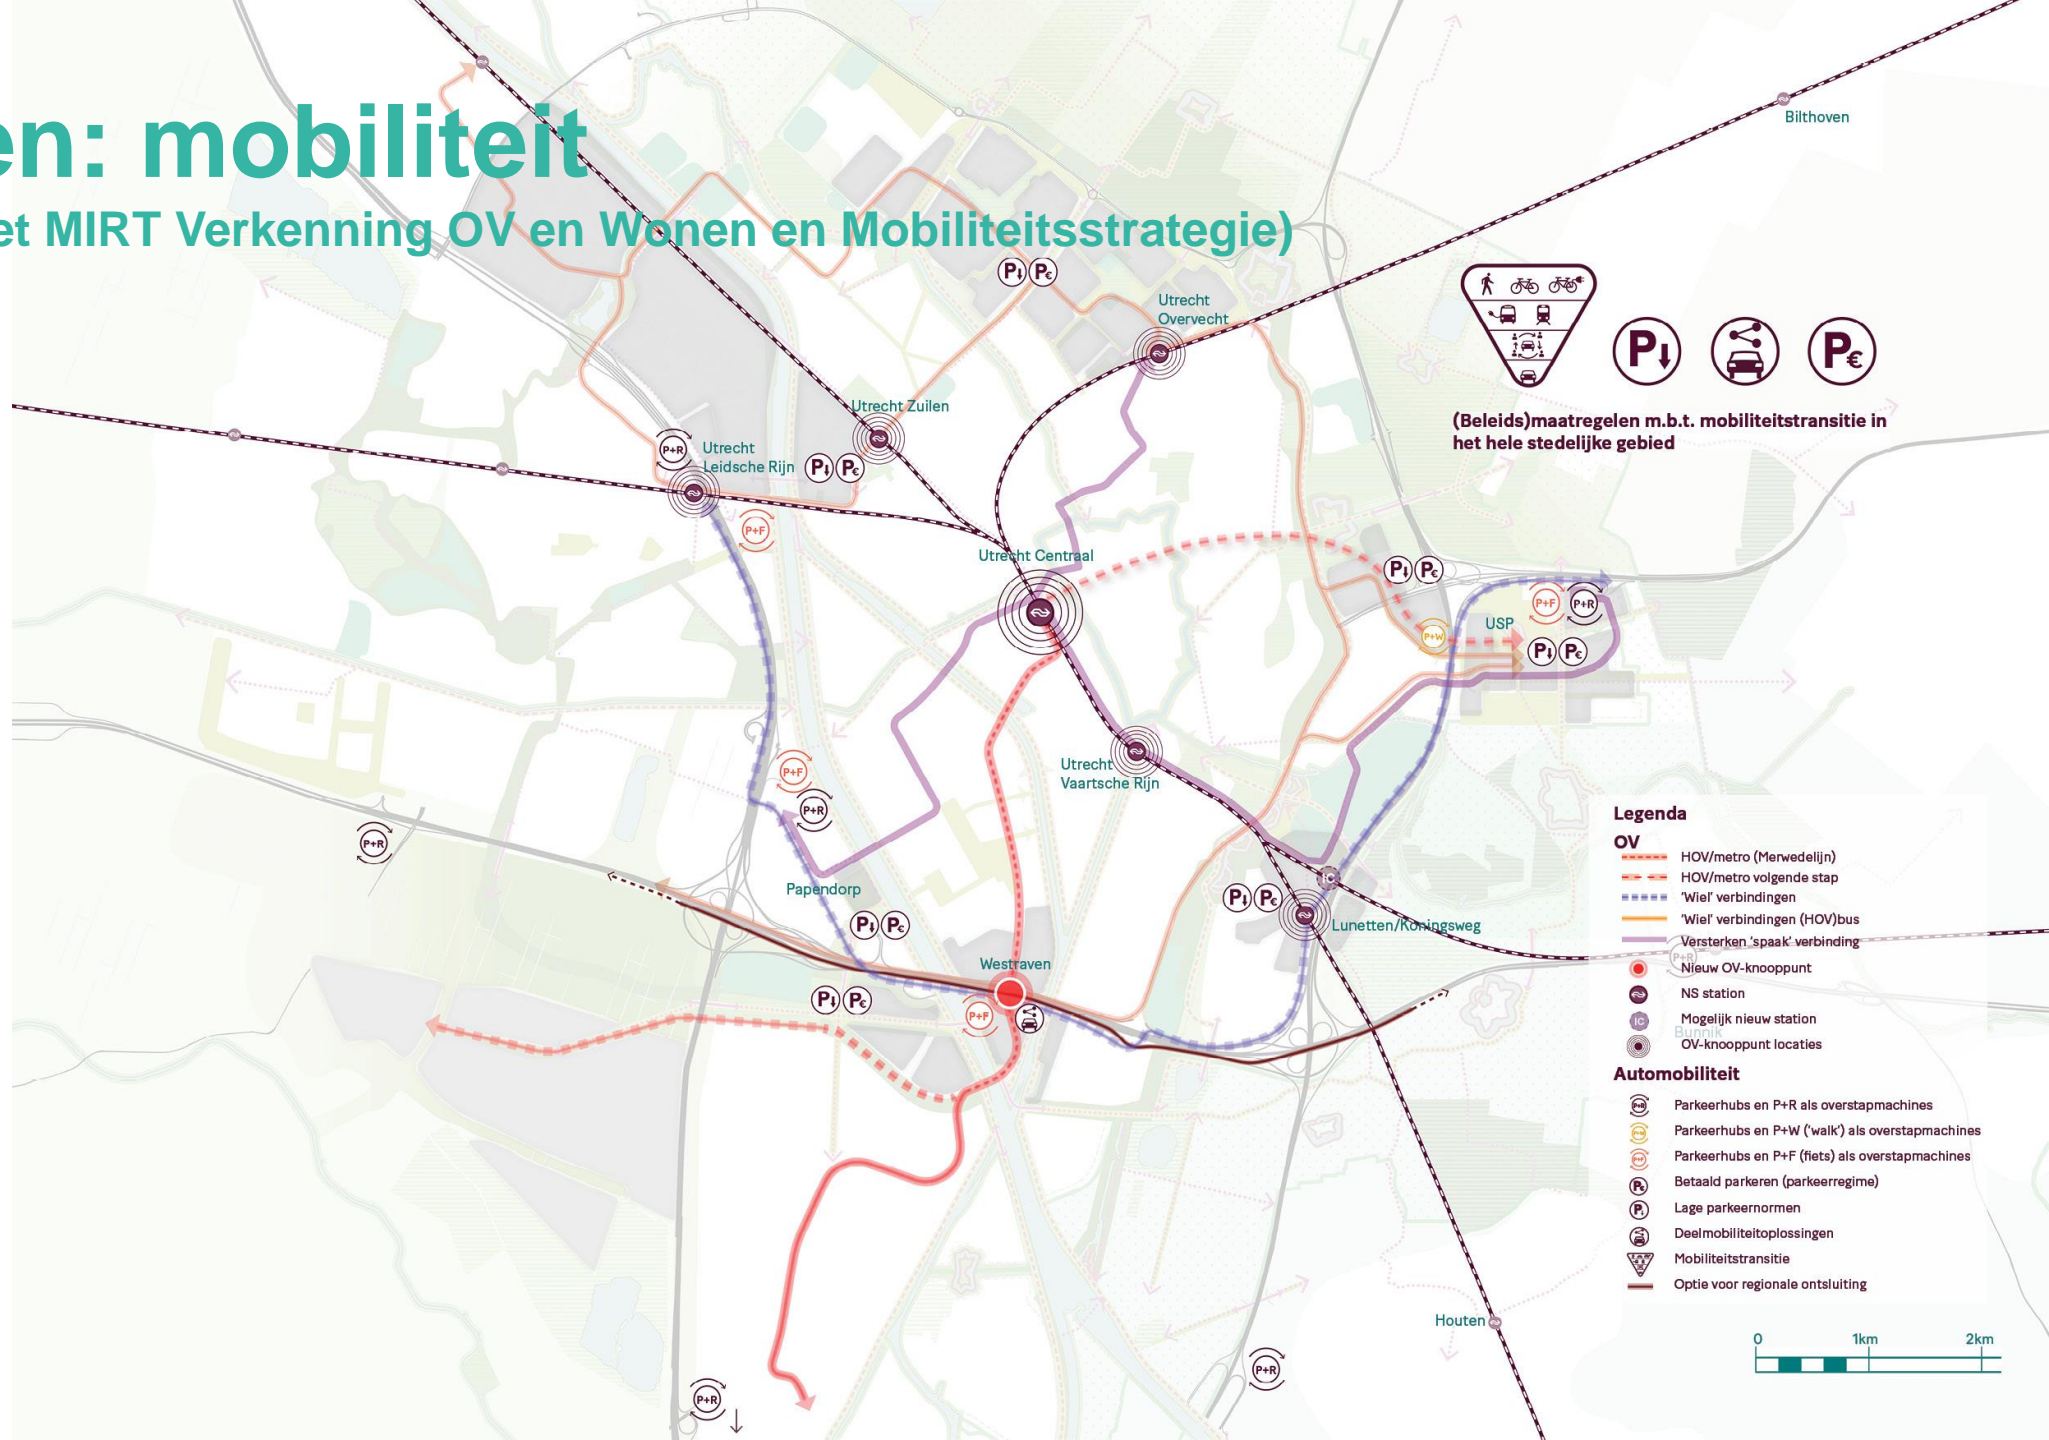 en: mobiliteit
et MIRT Verkenning OV en Wonen en Mobiliteitsstrategie)
Bilthoven
P↓ P€
Utrecht
Overvecht
P↓ P€
(Beleids)maatregelen m.b.t. mobiliteitstransitie in
het hele stedelijke gebied
Utrecht Zuilen
P+R
Utrecht
Leidsche Rijn
P↓ P€
P+F
Utrecht Centraal
P↓ P€
P+F P+R
USP
P+W
P↓ P€
Utrecht
Vaartsche Rijn
P+F
P+R
P+R
Papendorp
IC
P↓ P€
P↓ P€
Lunetten/Koningsweg
Westraven
P↓ P€
P+F
P+R
Bunnik
Legenda
OV
HOV/metro (Merwedelijn)
HOV/metro volgende stap
'Wiel' verbindingen
'Wiel' verbindingen (HOV)bus
Versterken 'spaak' verbinding
Nieuw OV-knooppunt
NS station
IC Mogelijk nieuw station
OV-knooppunt locaties
Automobiliteit
P+R Parkeerhubs en P+R als overstapmachines
P+W Parkeerhubs en P+W ('walk') als overstapmachines
P+F Parkeerhubs en P+F (fiets) als overstapmachines
P€ Betaald parkeren (parkeerregime)
P↓ Lage parkeernormen
Deelmobiliteitoplossingen
Mobiliteitstransitie
Optie voor regionale ontsluiting
Houten
0 1km 2km
P+R
P+R